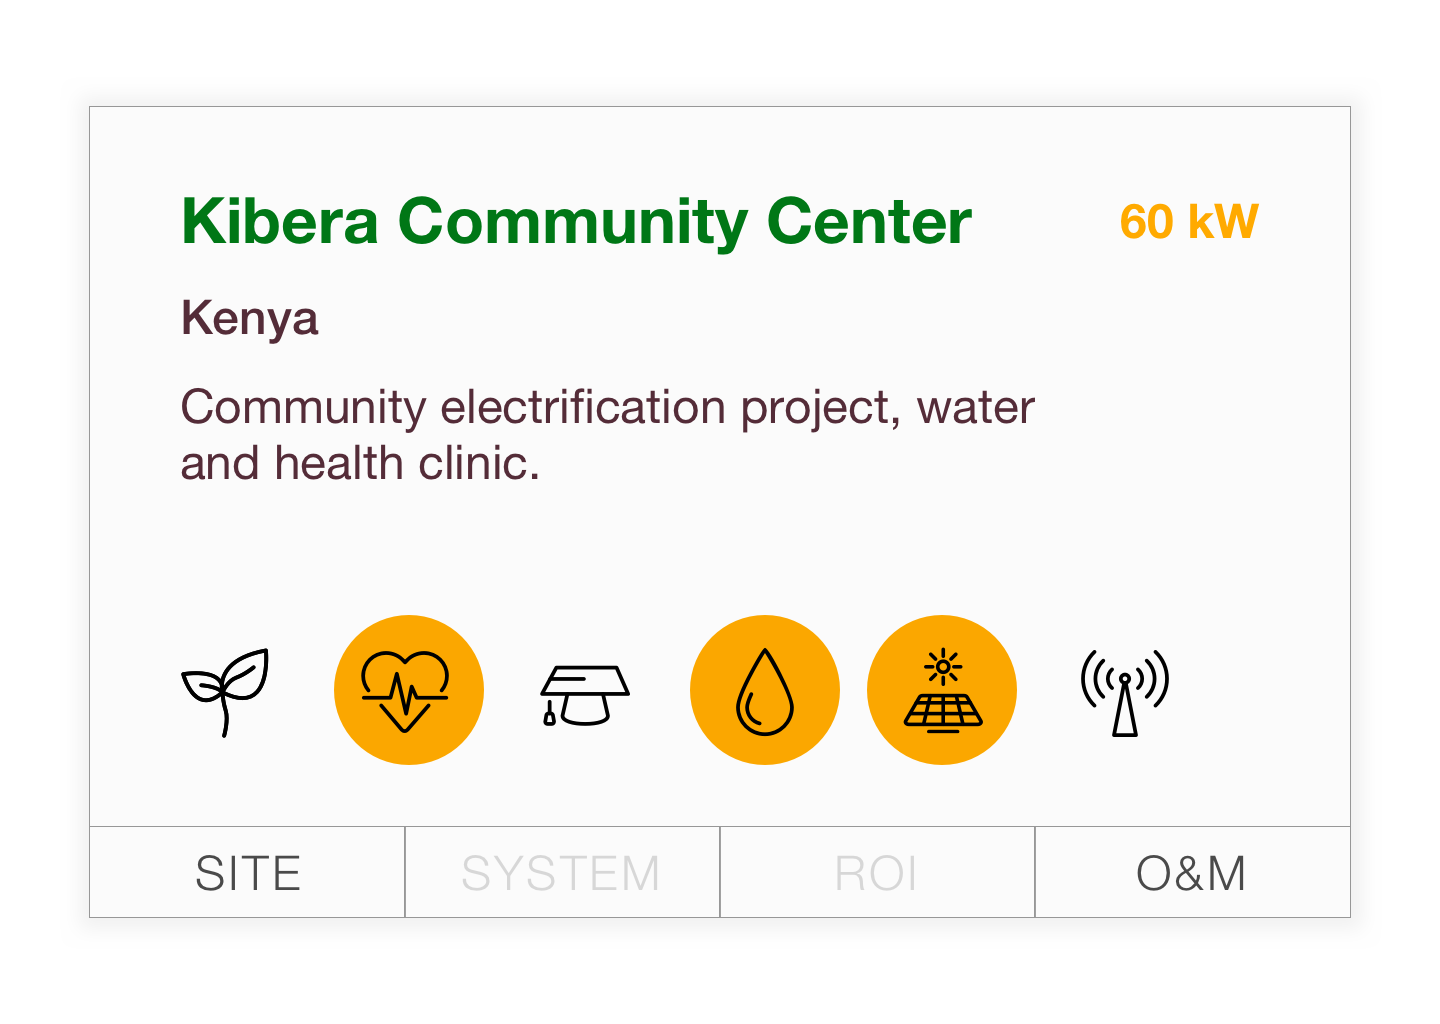 Kibera Community Center
60 kW
Kenya
Community electrification project, water
and health clinic.
SITE
SYSTEM
ROI
O&M